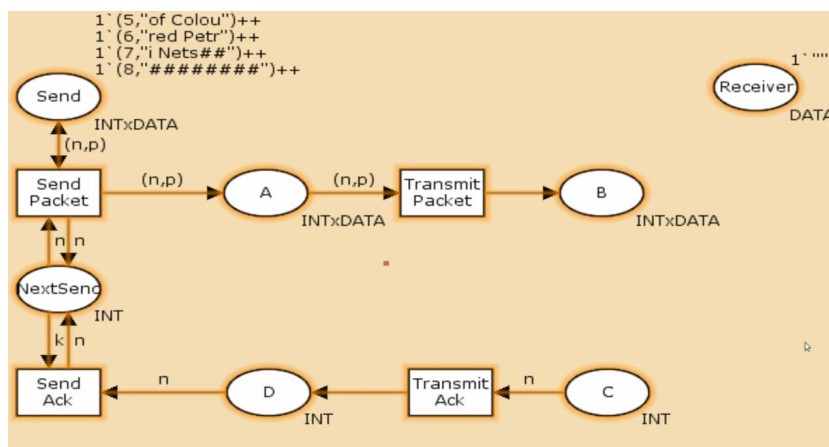 1`(5,"of Colou")++
1`(6,"red Petr")++
1`(7,"i Nets##")++
1`(8,"########")++
1`""
Send
Receiver
INTxDATA
DATA
(n,p)
Send
Packet
(n,p)
A
(n,p)
Transmit
Packet
B
INTxDATA
INTxDATA
n n
NextSend
INT
k n
Send
Ack
n
D
Transmit
Ack
n
C
INT
INT